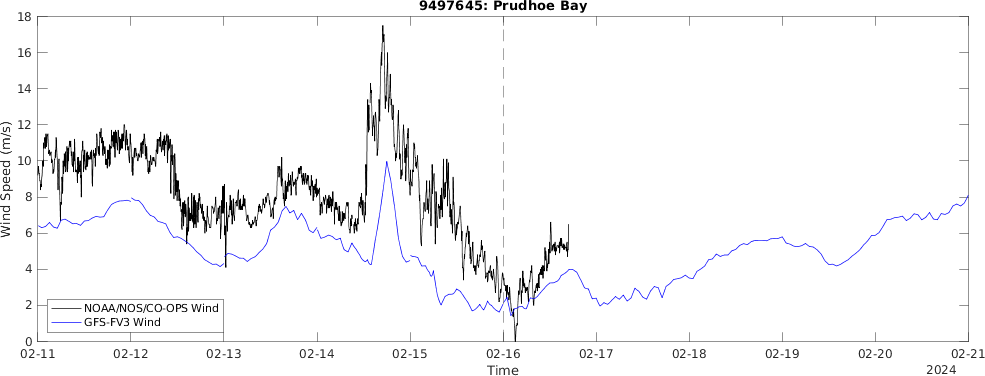 9497645: Prudhoe Bay
18
16
14
12
10
8
6
4
2
0
Wind Speed (m/s)
NOAA/NOS/CO-OPS Wind
GFS-FV3 Wind
02-11 02-12 02-13 02-14 02-15 02-16 02-17 02-18 02-19 02-20 02-21
Time
2024